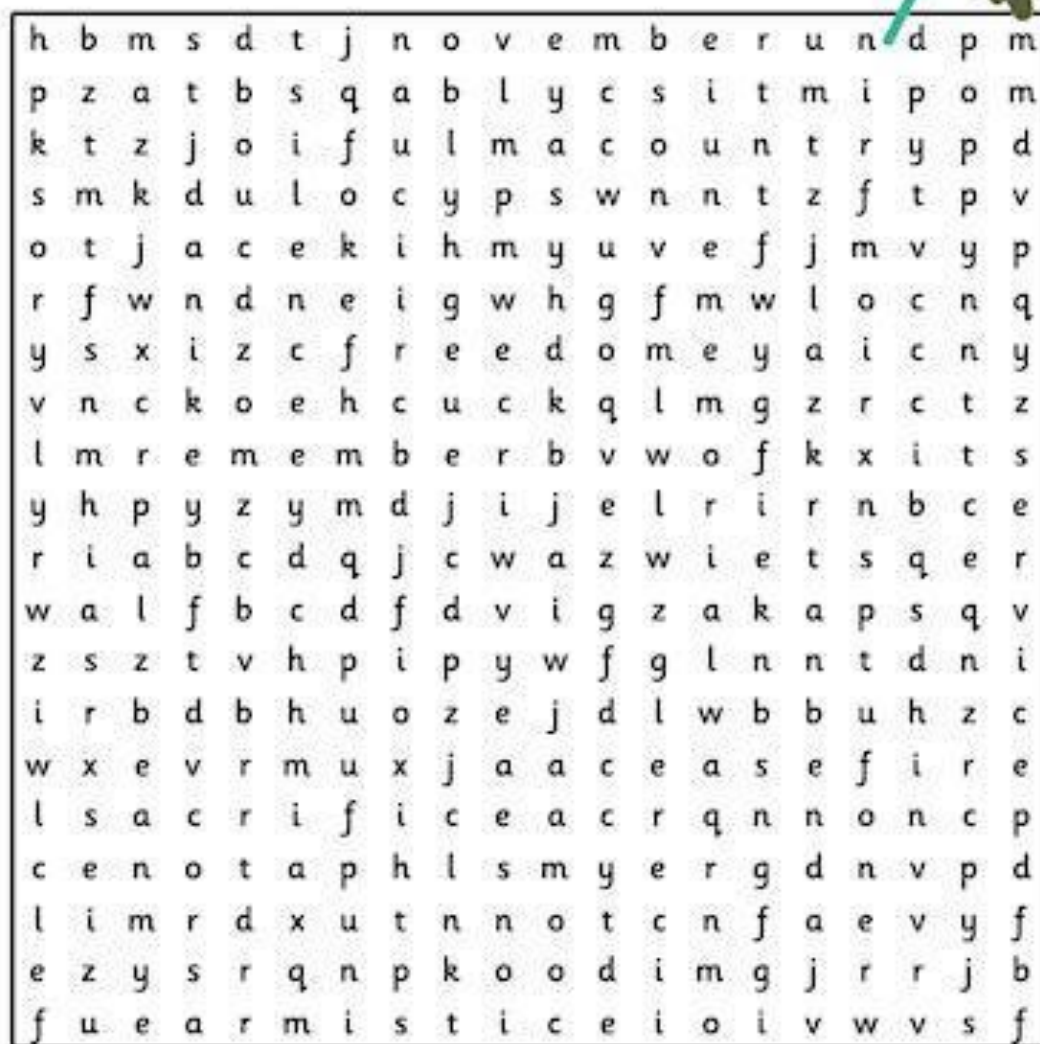 h b m s d t j n o v e m b e r u n d p m
p z a t b s q a b l y c s i t m i p o m
k t z j o i f u l m a c o u n t r y p d
s m k d u l o c y p s w n n t z f t p v
o t j a c e k i h m y u v e f j m v y p
r f w n d n e i g w h g f m w l o c n q
y s x i z c f r e e d o m e y a i c n y
v n c k o e h c u c k q l m g z r c t z
l m r e m e m b e r b v w o f k x i t s
y h p y z y m d j i j e l r i r n b c e
r i a b c d q j c w a z w i e t s q e r
w a l f b c d f d v i g z a k a p s q v
z s z t v h p i p y w f g l n n t d n i
i r b d b h u o z e j d l w b b u h z c
w x e v r m u x j a a c e a s e f i r e
l s a c r i f i c e a c r q n n o n c p
c e n o t a p h l s m y e r g d n v p d
l i m r d x u t n n o t c n f a e v y f
e z y s r q n p k o o d i m g j r r j b
f u e a r m i s t i c e i o i v w v s f